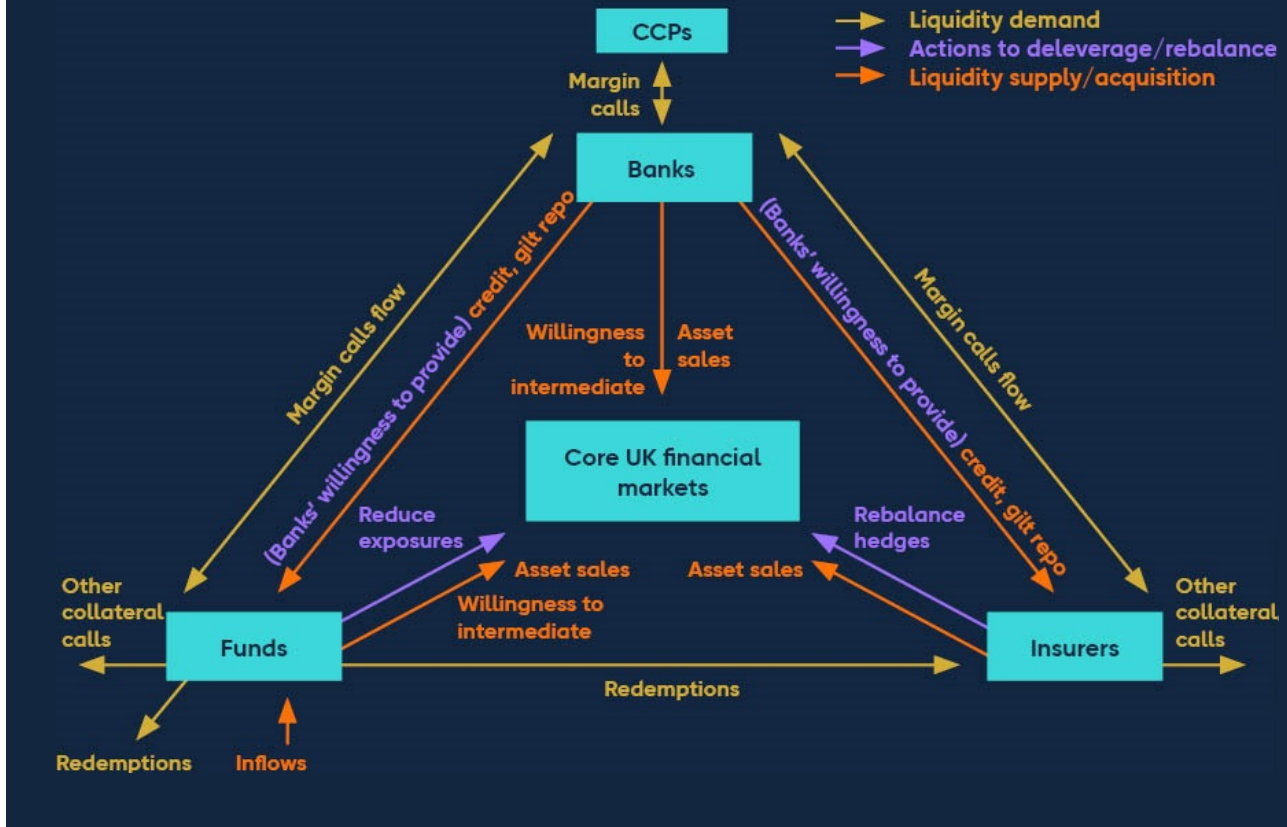 CCPs
Liquidity demand
Actions to deleverage/rebalance
Liquidity supply/acquisition
Margin
calls
Banks
Margin calls flow
(Banks' willingness to provide) credit, gilt repo
Willingness
to
intermediate
Asset
sales
(Banks' willingness to provide) credit, gilt repo
Margin calls flow
Core UK financial
markets
Reduce
exposures
Rebalance
hedges
Asset sales
Willingness to
intermediate
Asset sales
Other
collateral
calls
Funds
Insurers
Other
collateral
calls
Redemptions
Redemptions
Inflows